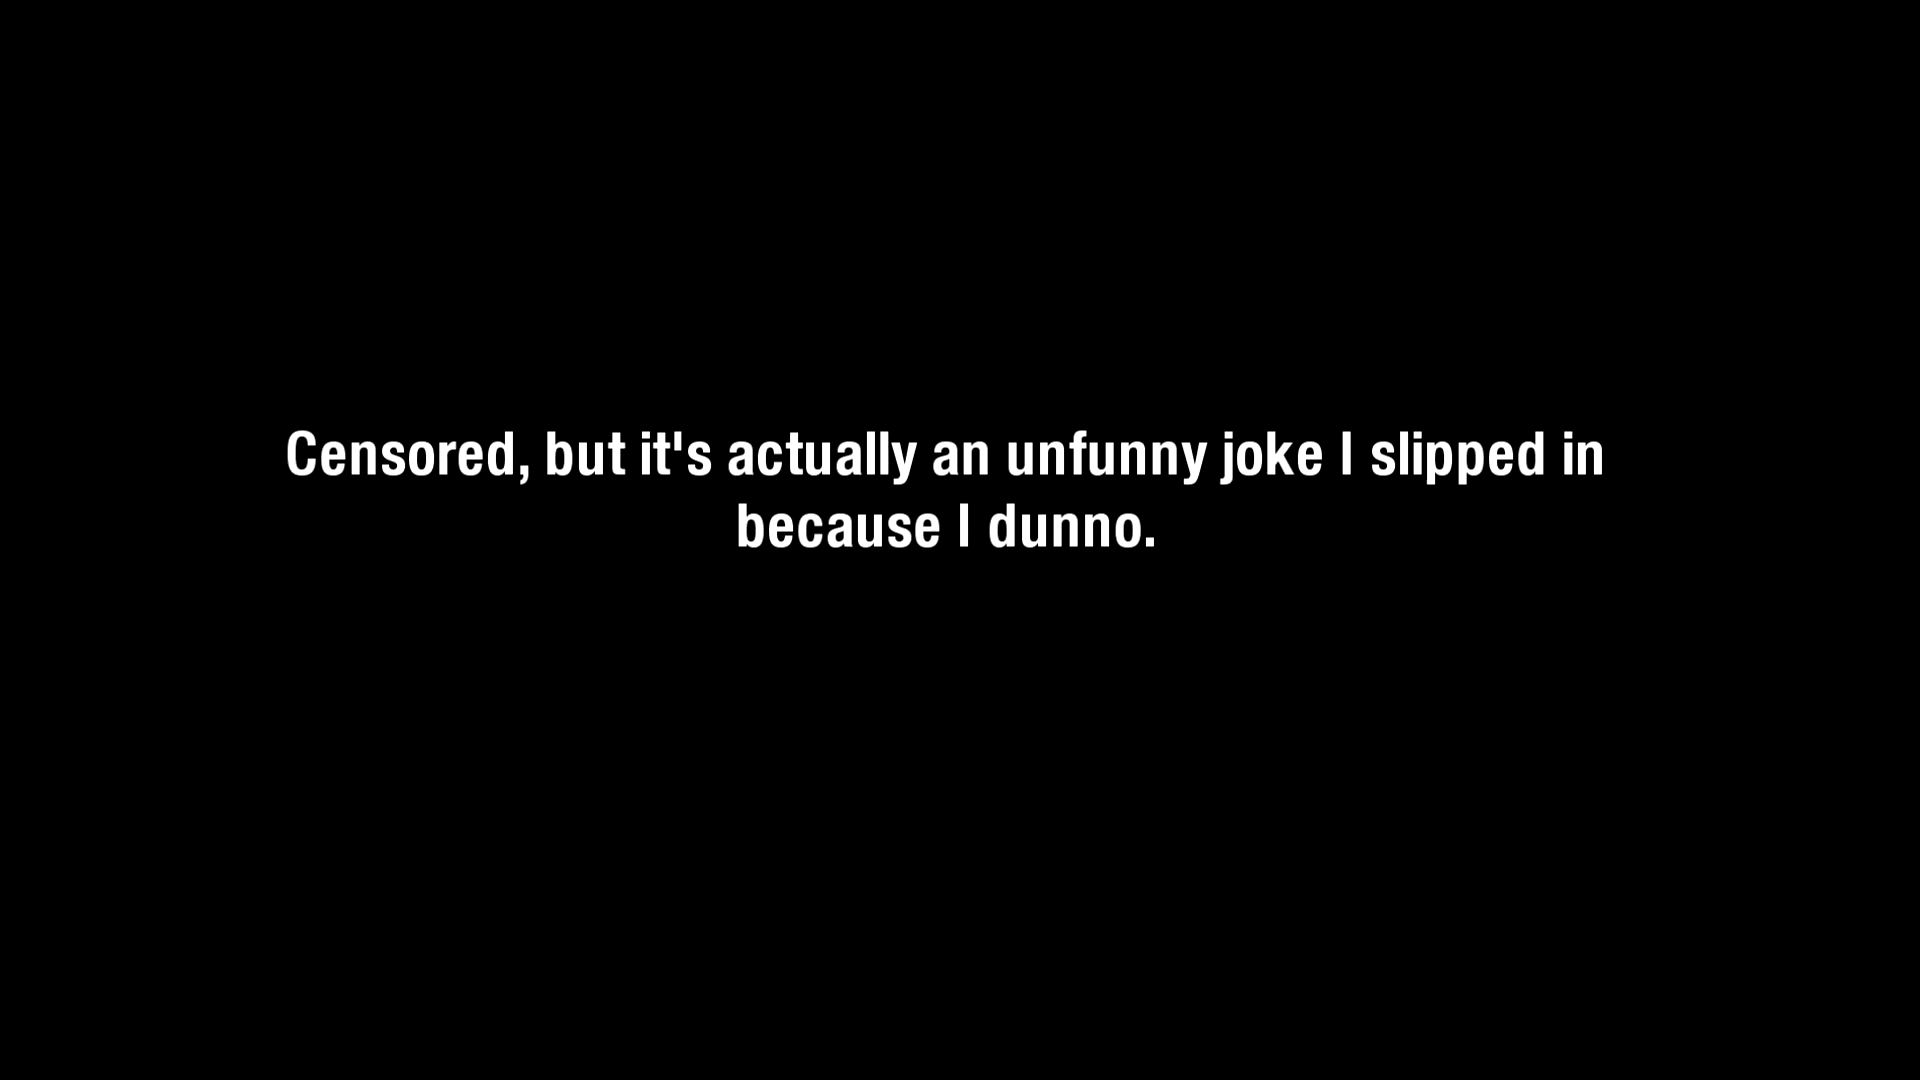 Censored, but it's actually an unfunny joke I slipped in
because I dunno.